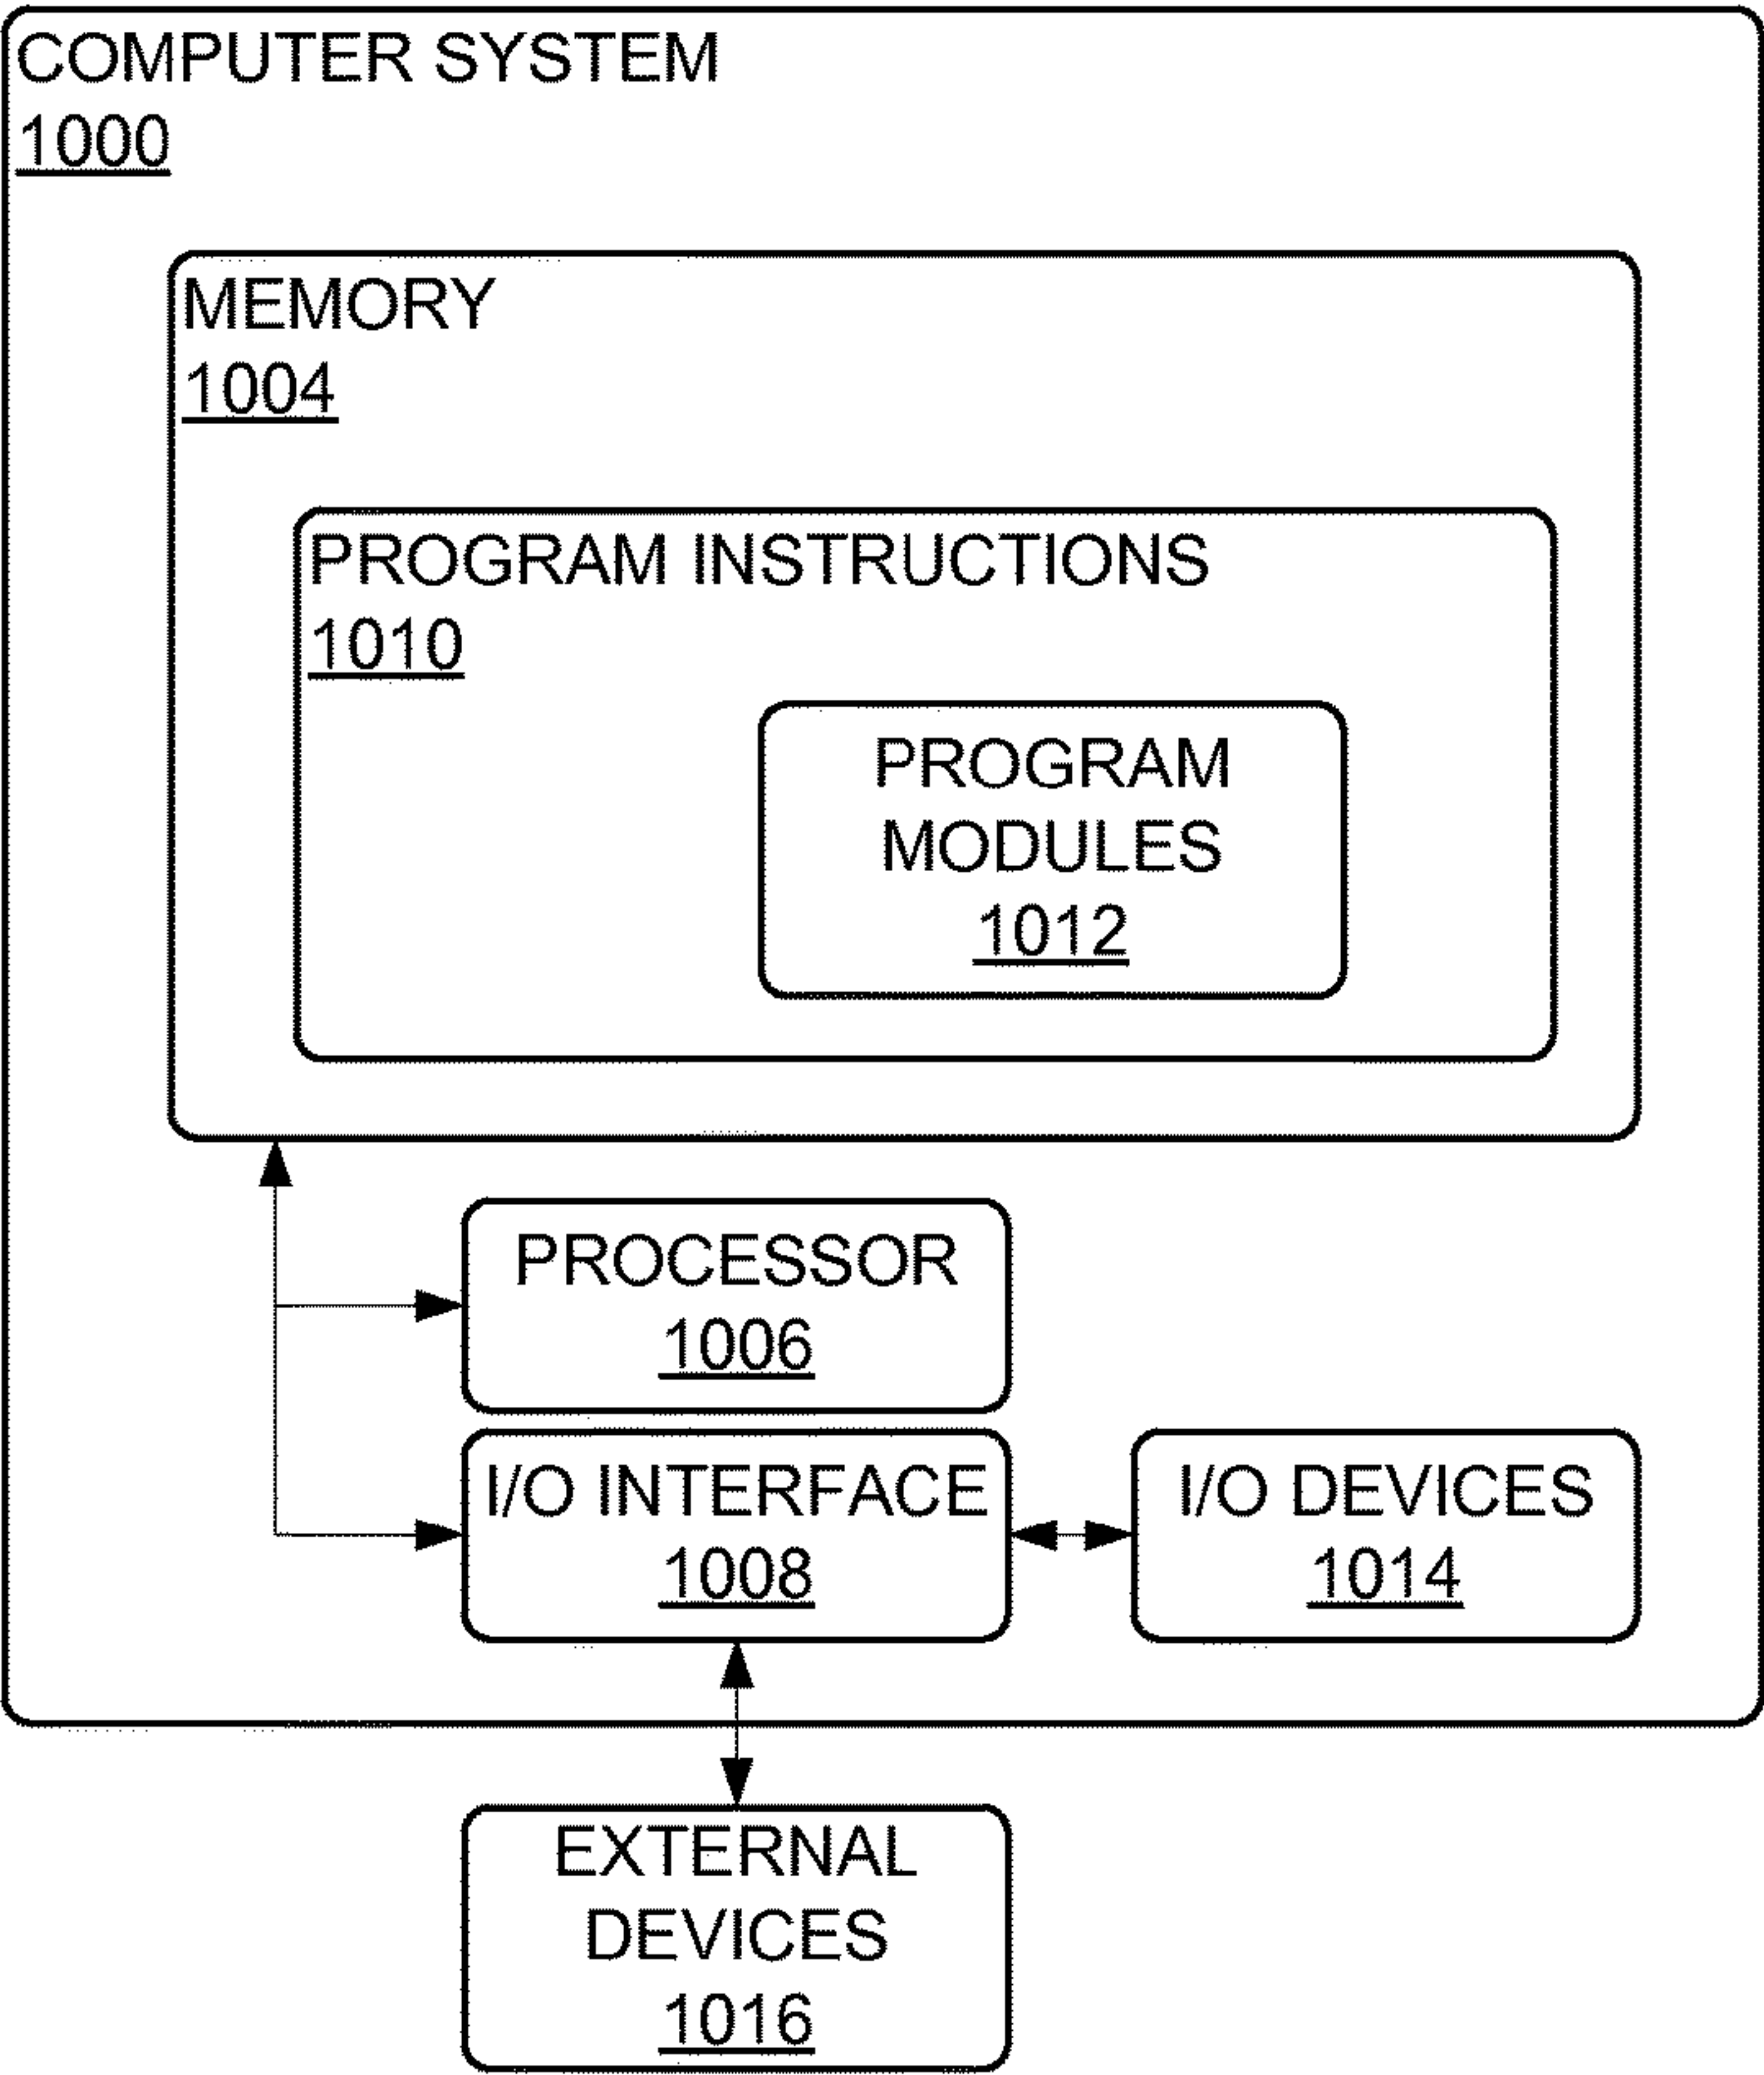 COMPUTER SYSTEM
1000
MEMORY
1004
PROGRAM INSTRUCTIONS
1010
PROGRAM
MODULES
1012
PROCESSOR
1006
I/O INTERFACE
1008
I/O DEVICES
1014
EXTERNAL
DEVICES
1016